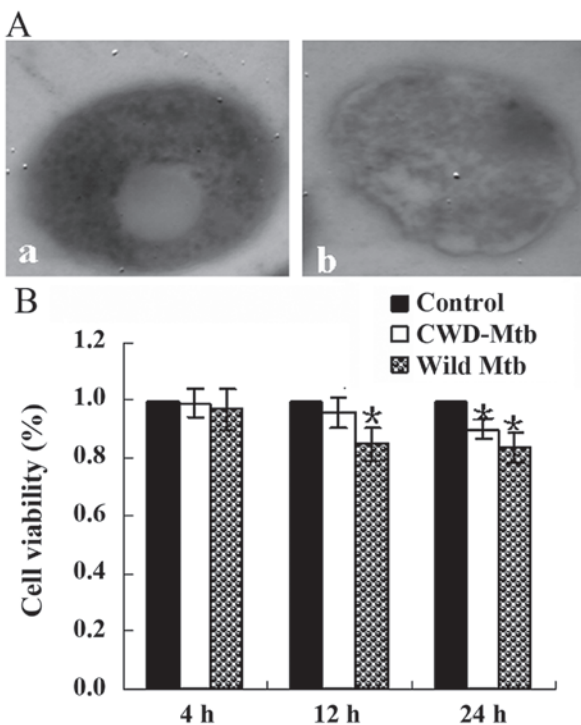 A
a
b
B
Control
CWD-Mtb
Wild Mtb
Cell viability (%)
1.2
1.0
0.8
0.6
0.4
0.2
0.0
* * *
4 h 12 h 24 h